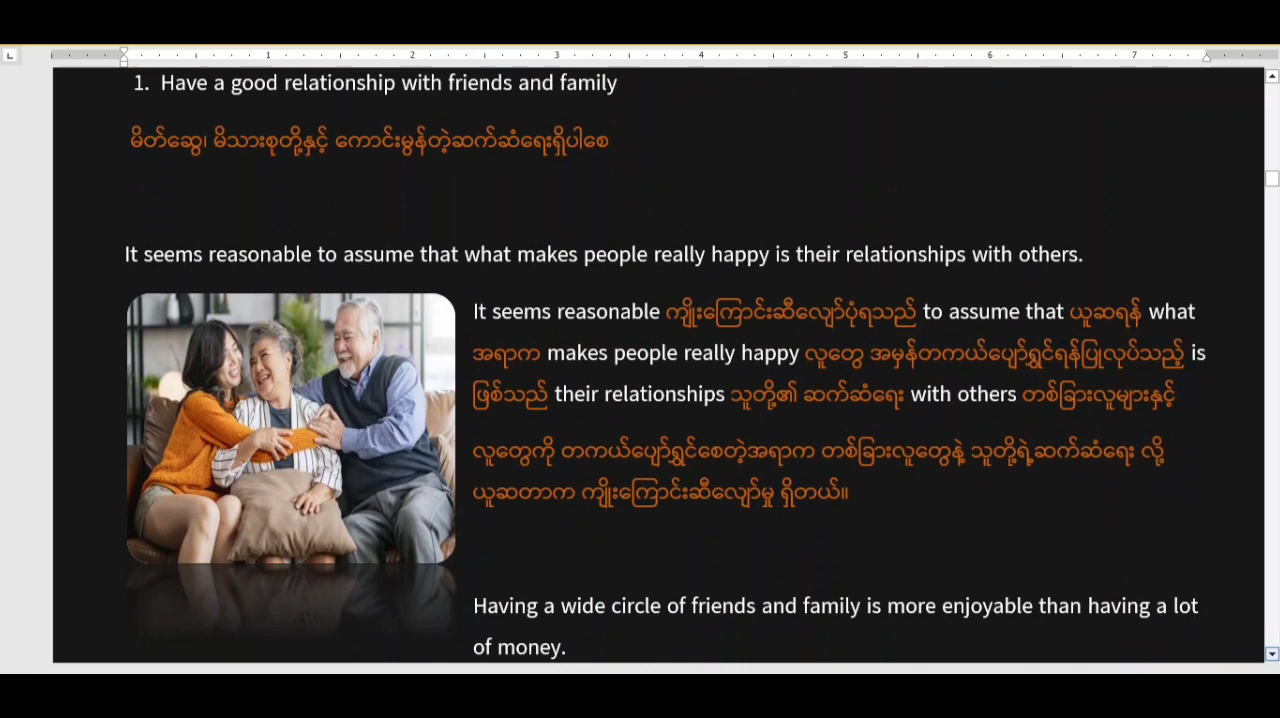 1 2 3 4 5 6 7
1. Have a good relationship with friends and family
မိတ်ဆွေ၊ မိသားစုတို့နှင့် ကောင်းမွန်တဲ့ဆက်ဆံရေးရှိပါစေ
It seems reasonable to assume that what makes people really happy is their relationships with others.
It seems reasonable ကျိုးကြောင်းဆီလျော်ပုံရသည် to assume that ယူဆရန် what
အရာက makes people really happy လူတွေ အမှန်တကယ်ပျော်ရွှင်ရန်ပြုလုပ်သည့် is
ဖြစ်သည် their relationships သူတို့၏ ဆက်ဆံရေး with others တစ်ခြားလူများနှင့်
လူတွေကို တကယ်ပျော်ရွှင်စေတဲ့အရာက တစ်ခြားလူတွေနဲ့ သူတို့ရဲ့ဆက်ဆံရေး လို့
ယူဆတာက ကျိုးကြောင်းဆီလျော်မှု ရှိတယ်။
Having a wide circle of friends and family is more enjoyable than having a lot
of money.